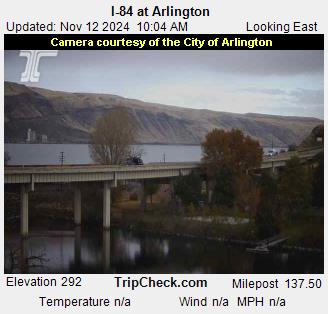 I-84 at Arlington
Updated: Nov 12 2024 10:04 AM Looking East
Camera courtesy of the City of Arlington
Elevation 292 TripCheck.com Milepost 137.50
Temperature n/a Wind n/a MPH n/a